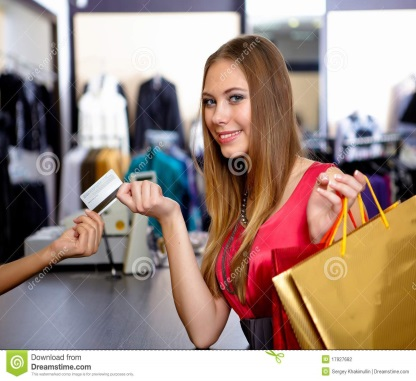 Download from
Dreamstime.com
This watermarked comp image is for previewing purposes only.
17827682
Sergey Khakimullin | Dreamstime.com